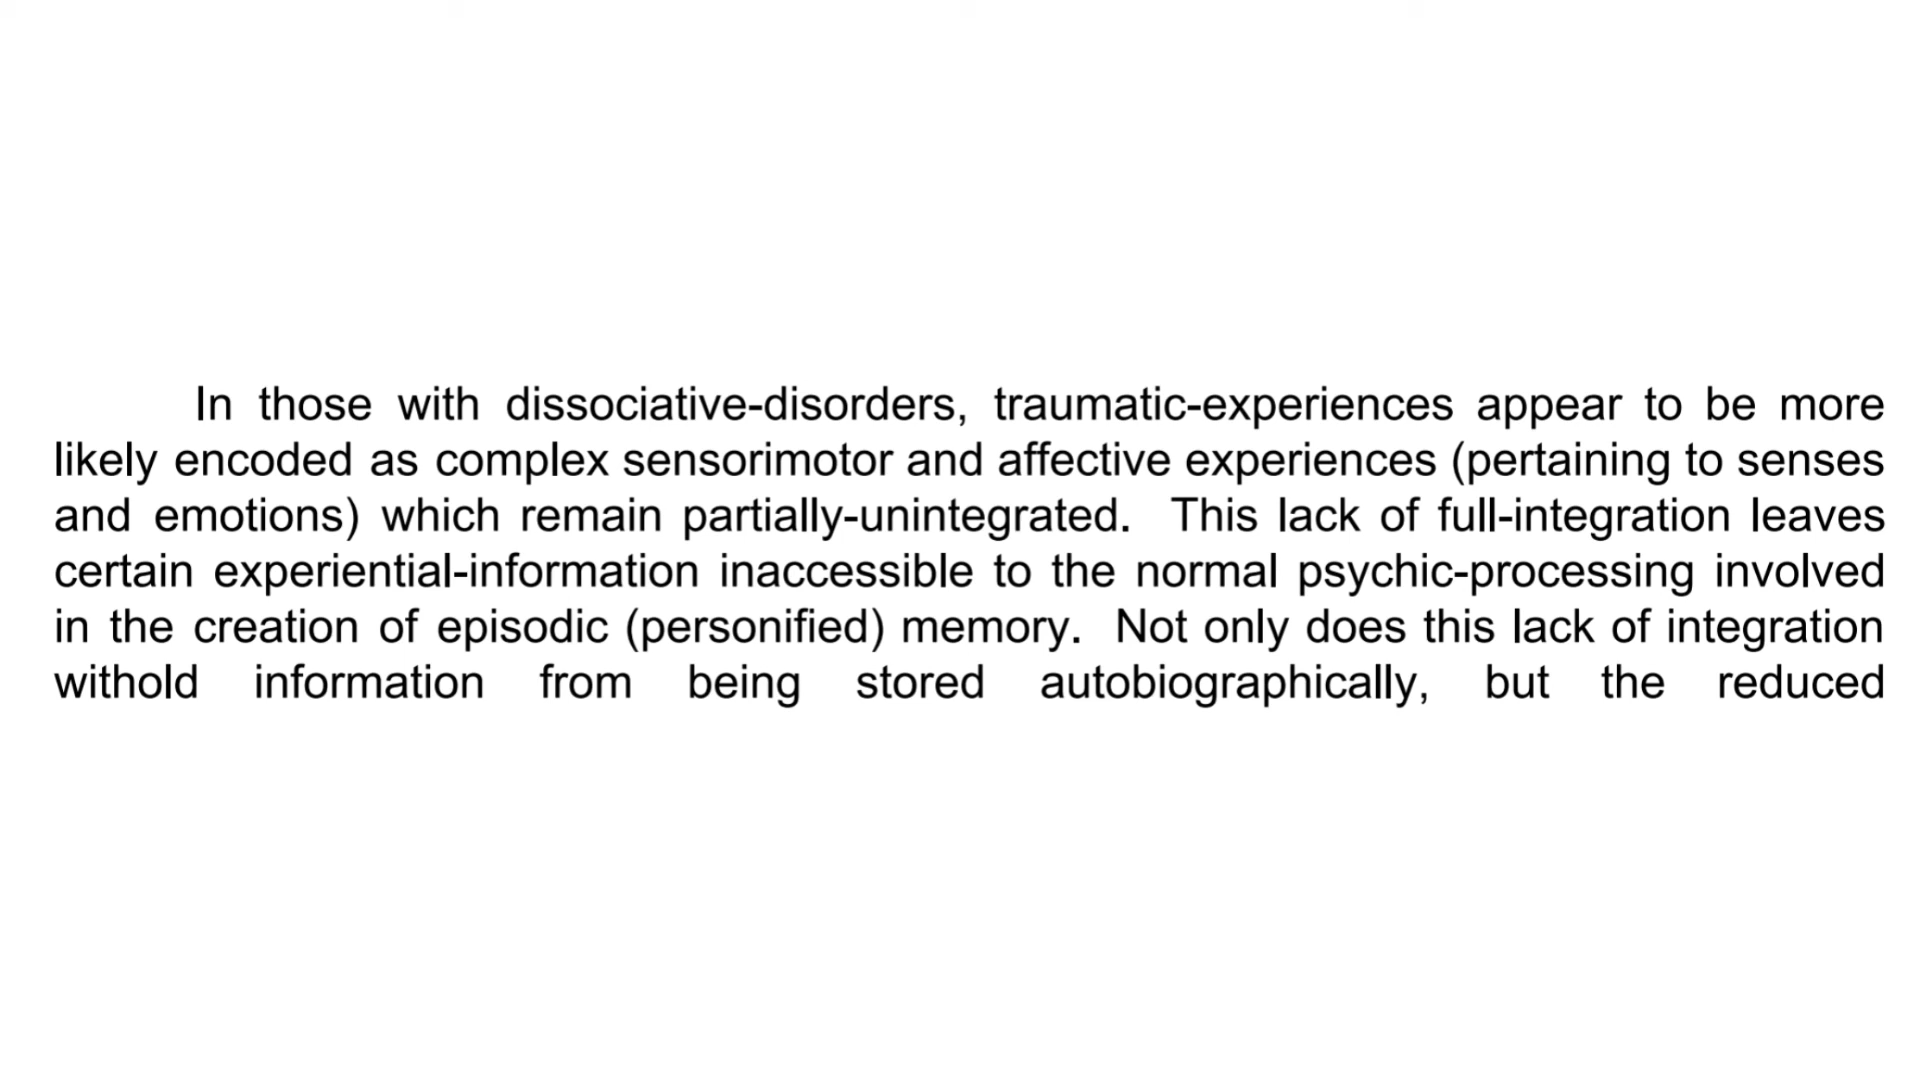 In those with dissociative-disorders, traumatic-experiences appear to be more
likely encoded as complex sensorimotor and affective experiences (pertaining to senses
and emotions) which remain partially-unintegrated.  This lack of full-integration leaves
certain experiential-information inaccessible to the normal psychic-processing involved
in the creation of episodic (personified) memory.  Not only does this lack of integration
withold information from being stored autobiographically, but the reduced